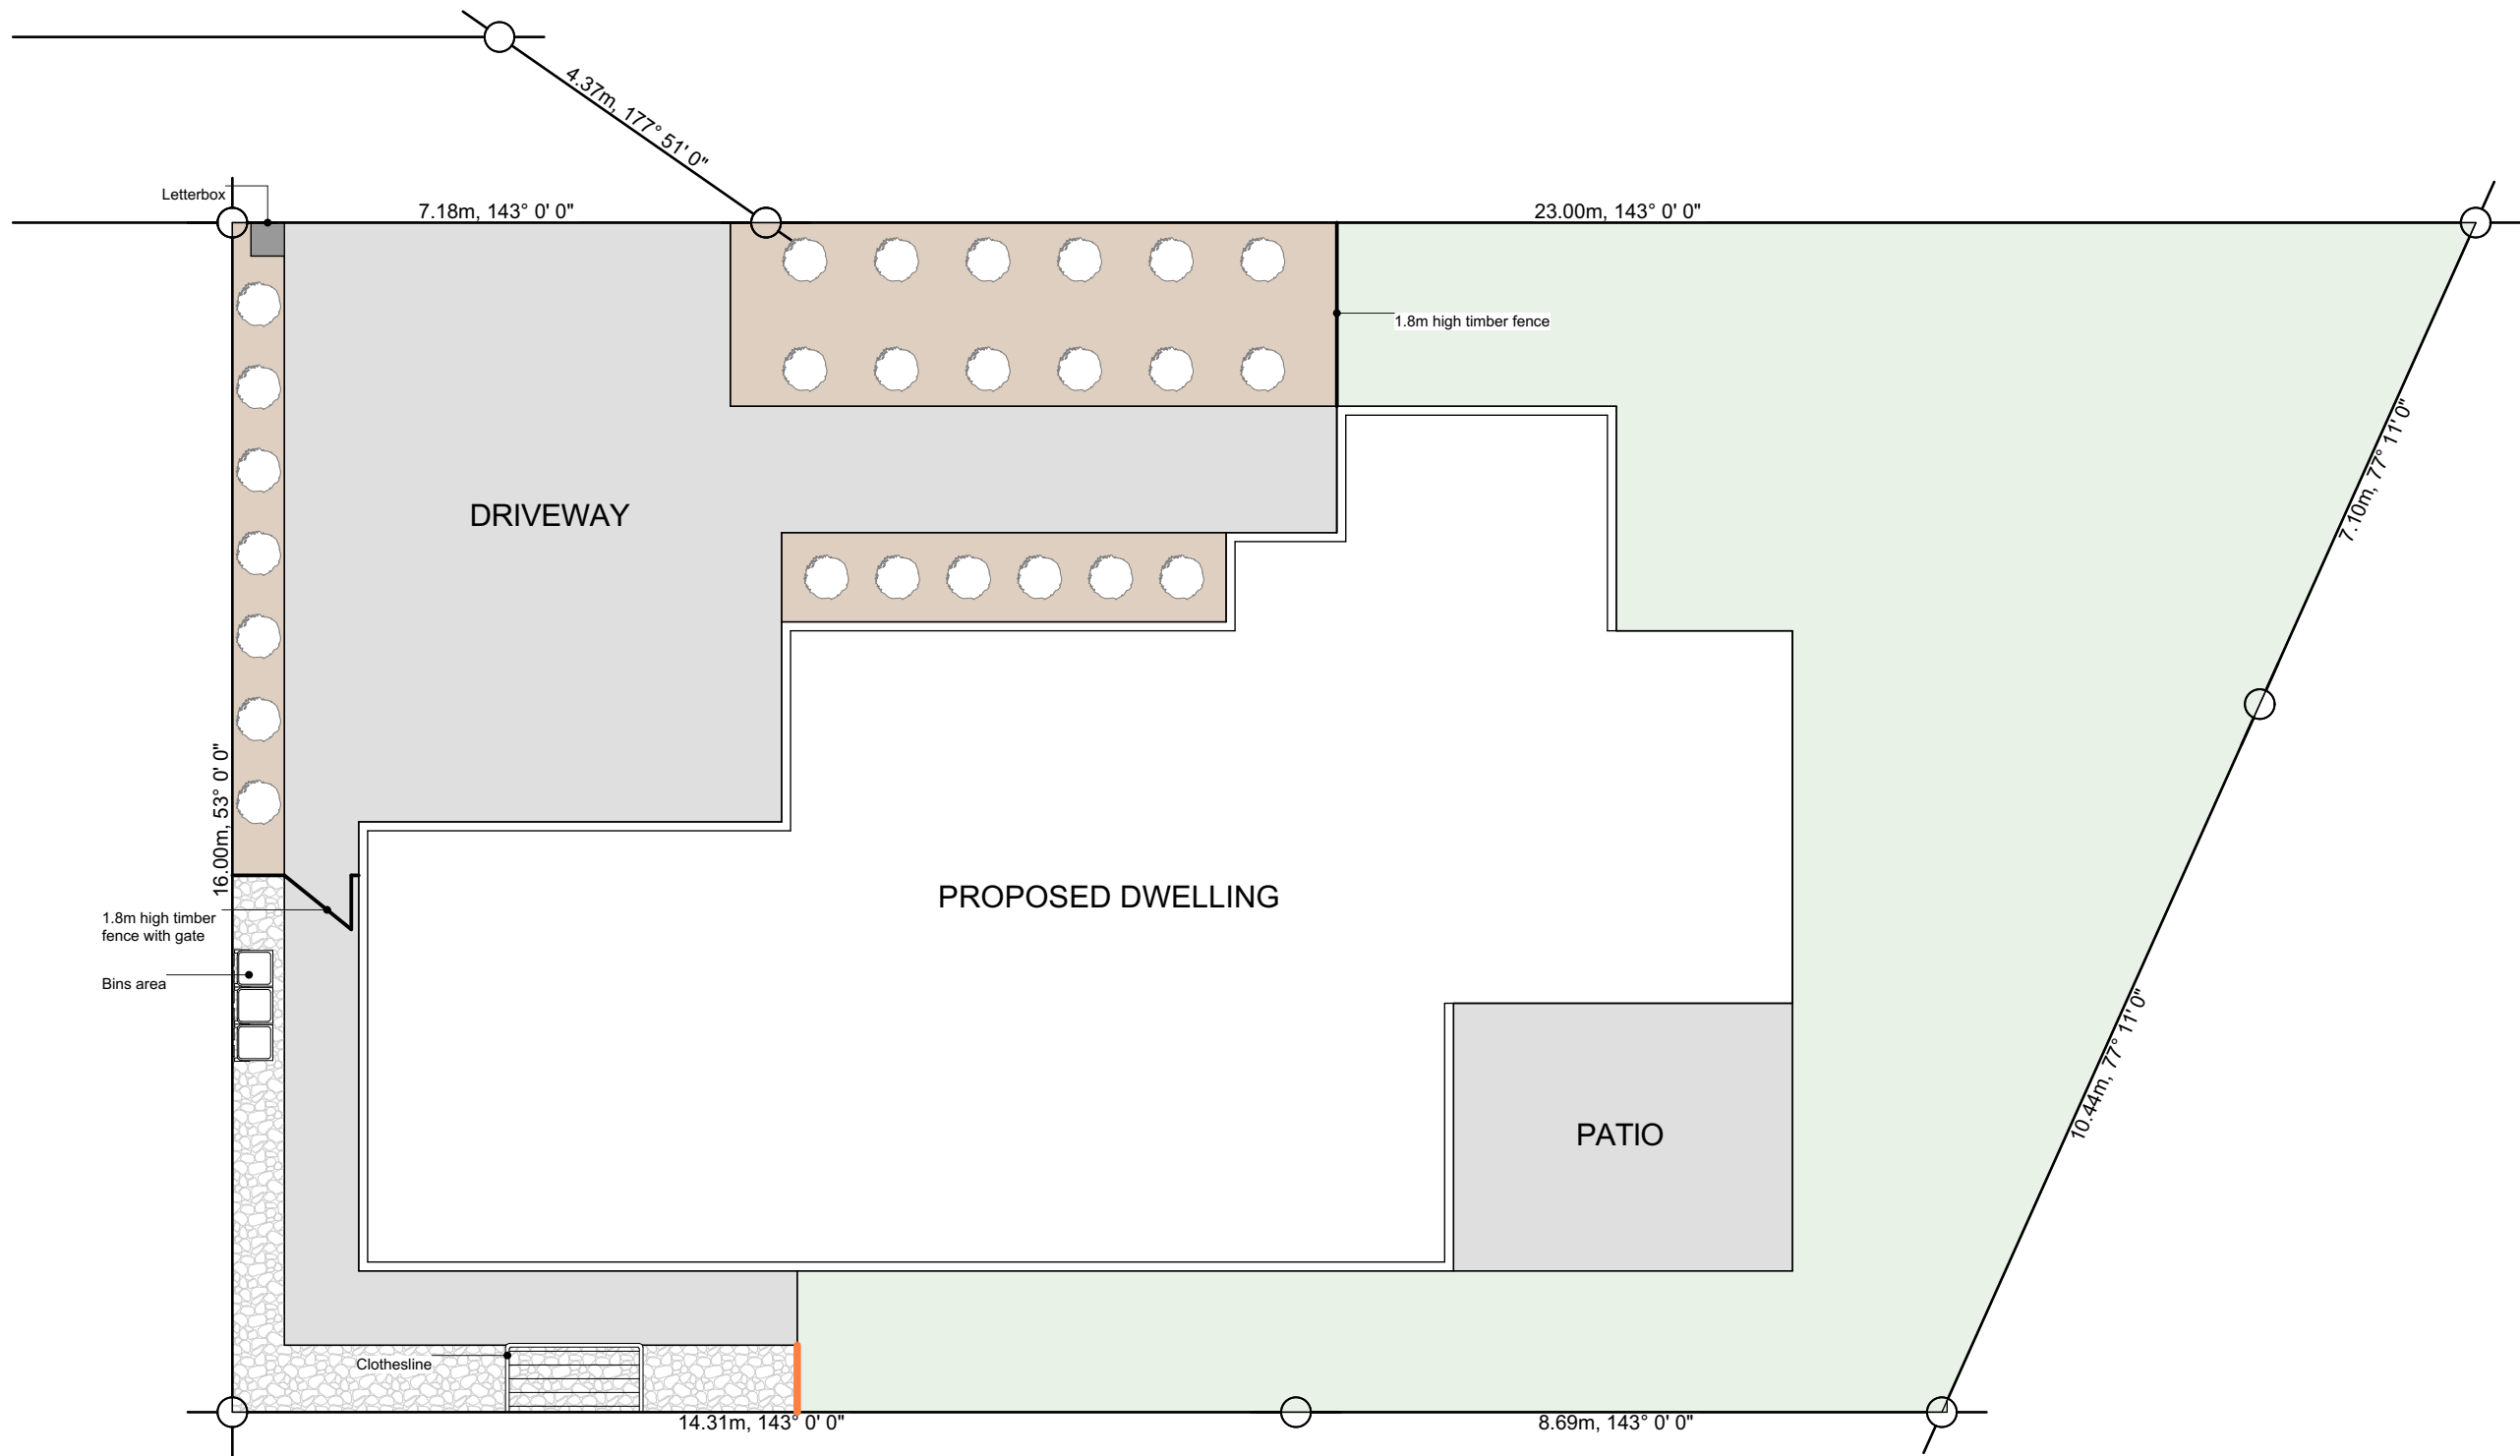 4.37m, 177° 51' 0"
Letterbox
7.18m, 143° 0' 0"
23.00m, 143° 0' 0"
1.8m high timber fence
7.10m, 77° 11' 0"
DRIVEWAY
16.00m, 53° 0' 0"
PROPOSED DWELLING
1.8m high timber
fence with gate
Bins area
10.44m, 77° 11' 0"
PATIO
Clothesline
14.31m, 143° 0' 0"
8.69m, 143° 0' 0"